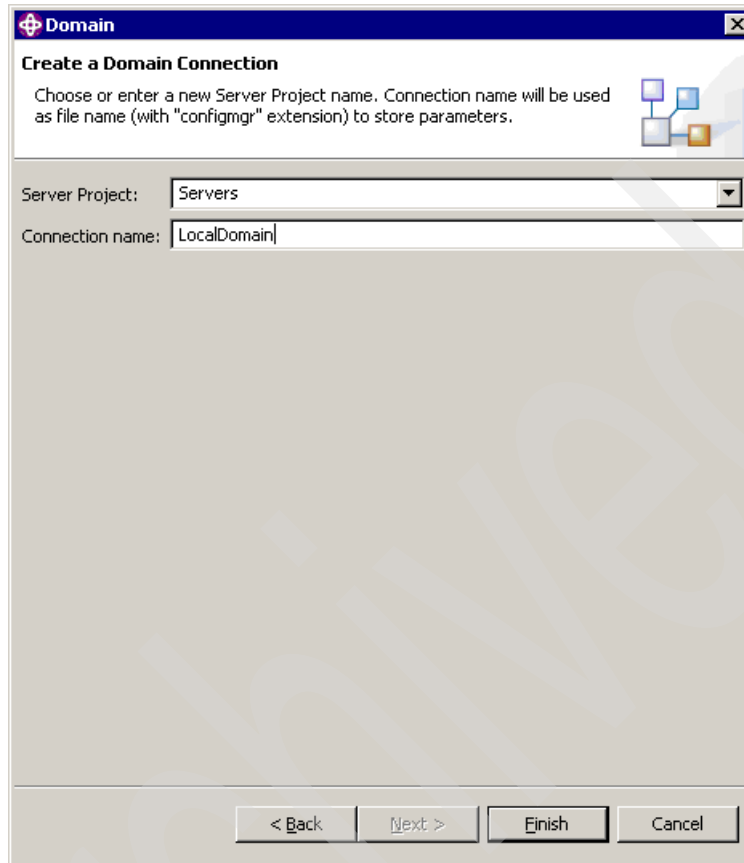 Domain
Create a Domain Connection
Choose or enter a new Server Project name. Connection name will be used
as file name (with "configmgr" extension) to store parameters.
Server Project: Servers
Connection name: LocalDomain
< Back Next > Finish Cancel